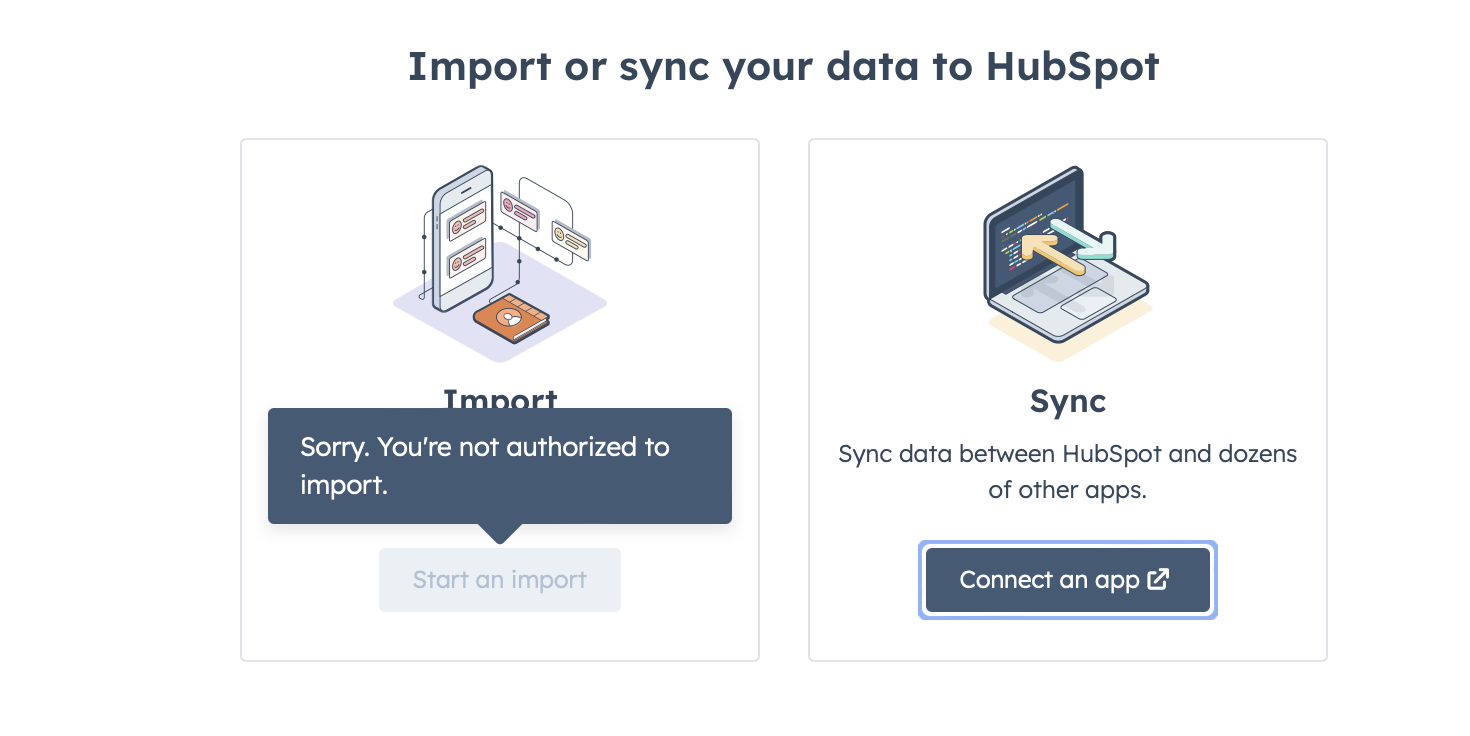 Import or sync your data to HubSpot
Import
Sorry. You're not authorized to
import.
Start an import
Sync
Sync data between HubSpot and dozens
of other apps.
Connect an app